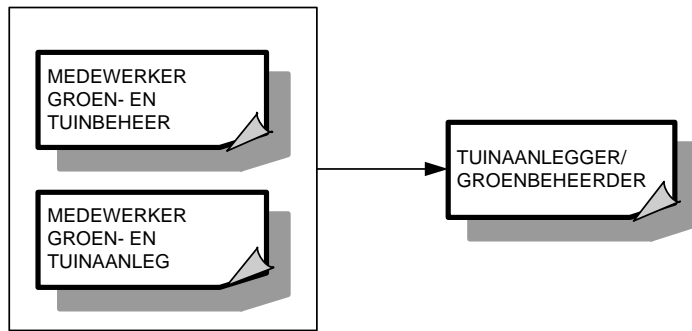 MEDEWERKER
GROEN- EN
TUINBEHEER
MEDEWERKER
GROEN- EN
TUINAANLEG
TUINAANLEGGER/
GROENBEHEERDER